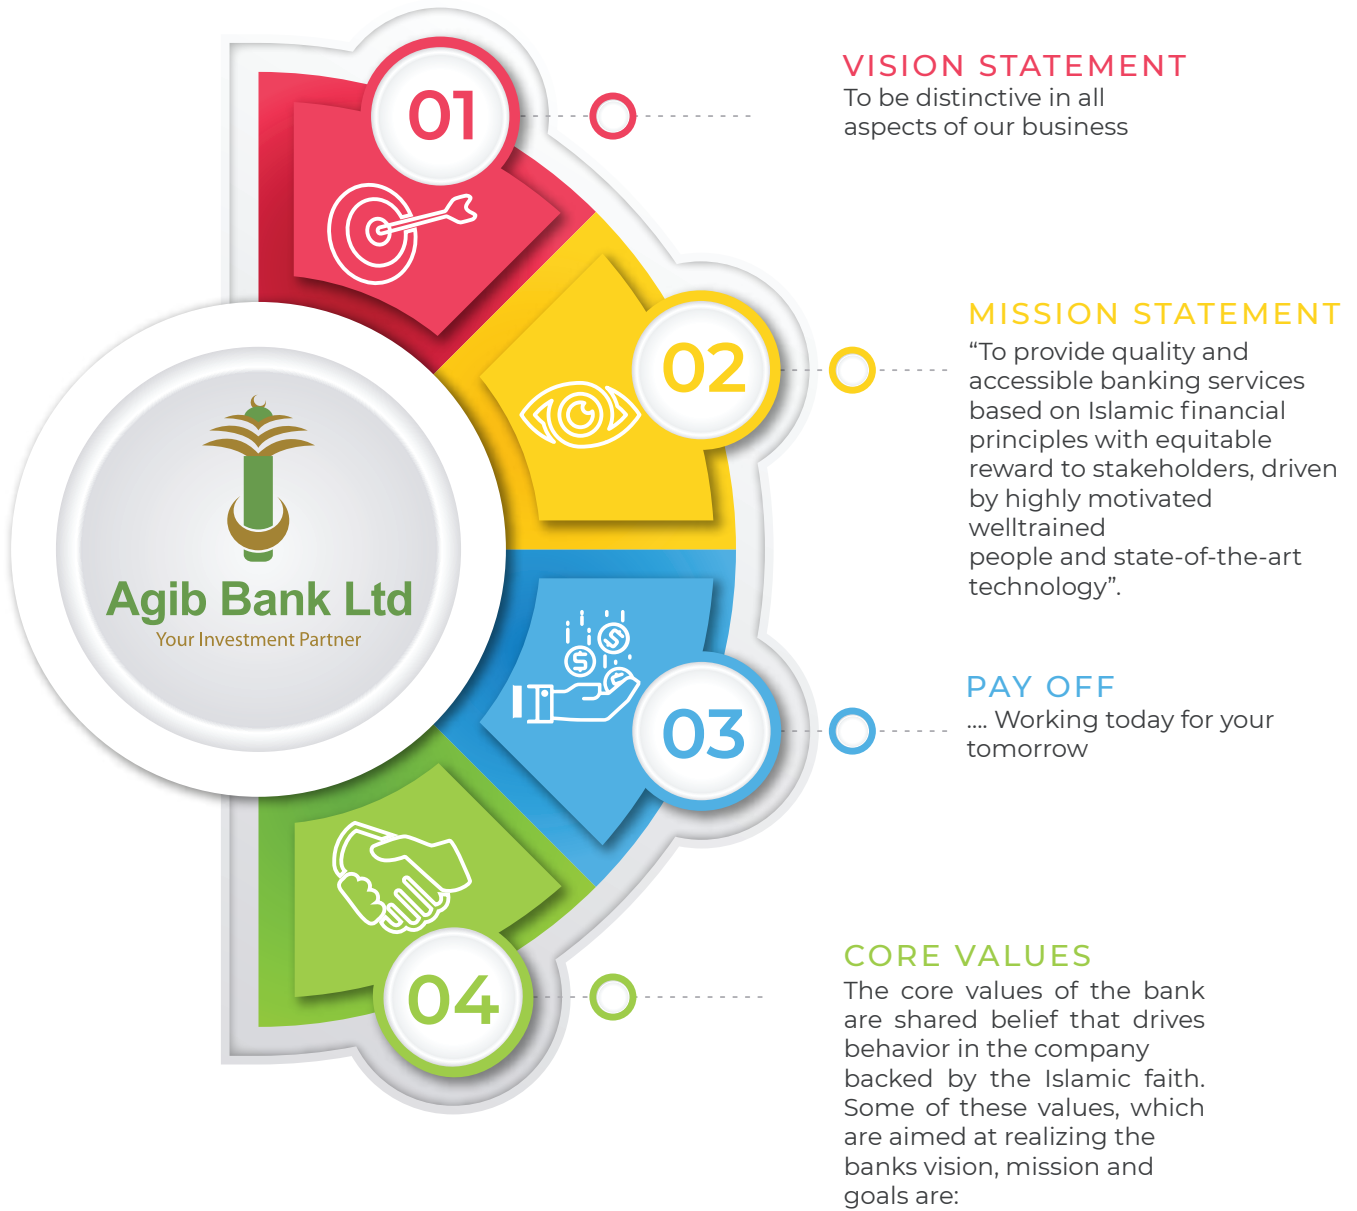 01
VISION STATEMENT
To be distinctive in all
aspects of our business
02
MISSION STATEMENT
“To provide quality and
accessible banking services
based on Islamic financial
principles with equitable
reward to stakeholders, driven
by highly motivated
welltrained
people and state-of-the-art
technology”.
Agib Bank Ltd
Your Investment Partner
03
PAY OFF
.... Working today for your
tomorrow
04
CORE VALUES
The core values of the bank
are shared belief that drives
behavior in the company
backed by the Islamic faith.
Some of these values, which
are aimed at realizing the
banks vision, mission and
goals are: